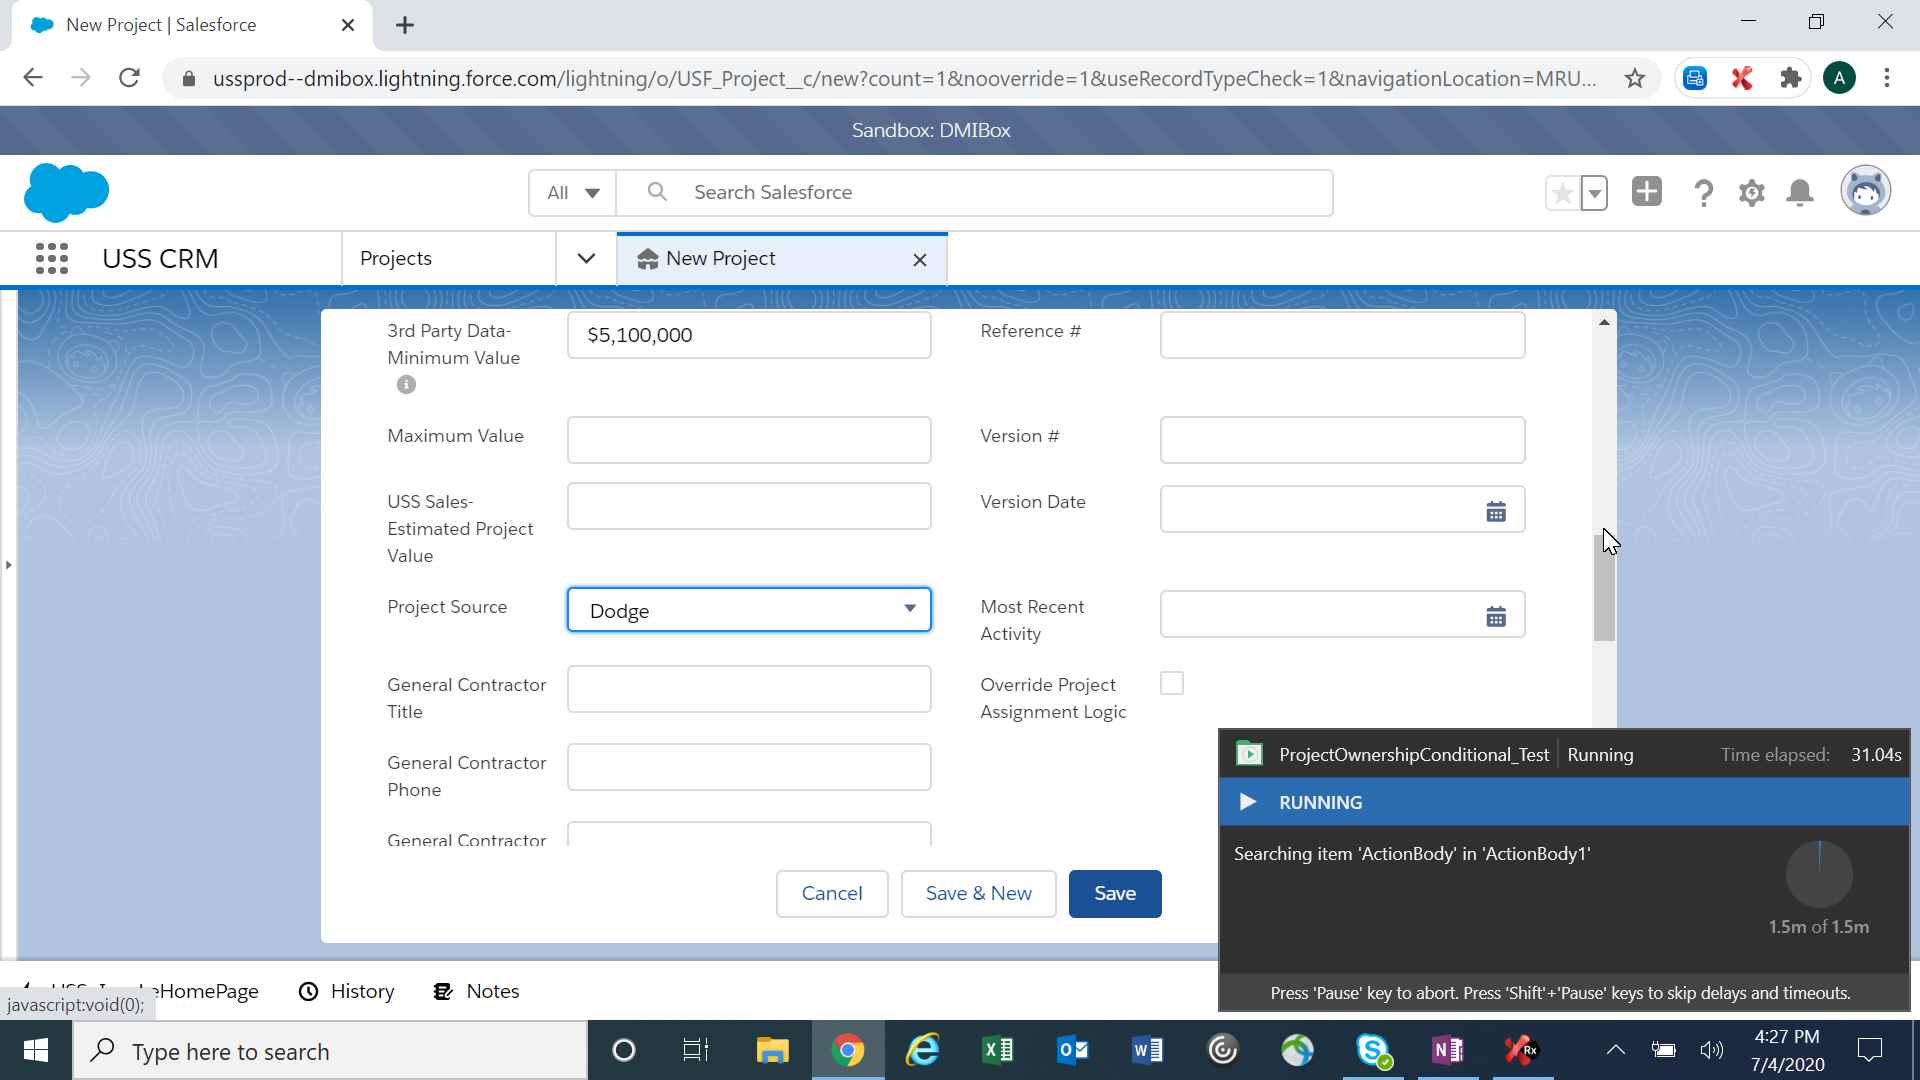 New Project | Salesforce
ussprod--dmibox.lightning.force.com/lightning/o/USF_Project__c/new?count=1&nooverride=1&useRecordTypeCheck=1&navigationLocation=MRU...
A
Sandbox: DMIBox
All
Search Salesforce
USS CRM
Projects
New Project
3rd Party Data-
Minimum Value
$5,100,000
Reference #
Maximum Value
Version #
USS Sales-
Estimated Project
Value
Version Date
Project Source
Dodge
Most Recent
Activity
General Contractor
Title
Override Project
Assignment Logic
General Contractor
Phone
General Contractor
Cancel
Save & New
Save
ProjectOwnershipConditional_Test
Running
Time elapsed:
31.04s
RUNNING
Searching item 'ActionBody' in 'ActionBody1'
1.5m of 1.5m
Press 'Pause' key to abort. Press 'Shift'+'Pause' keys to skip delays and timeouts.
eHomePage
History
Notes
javascript:void(0);
Type here to search
Rx
4:27 PM
7/4/2020